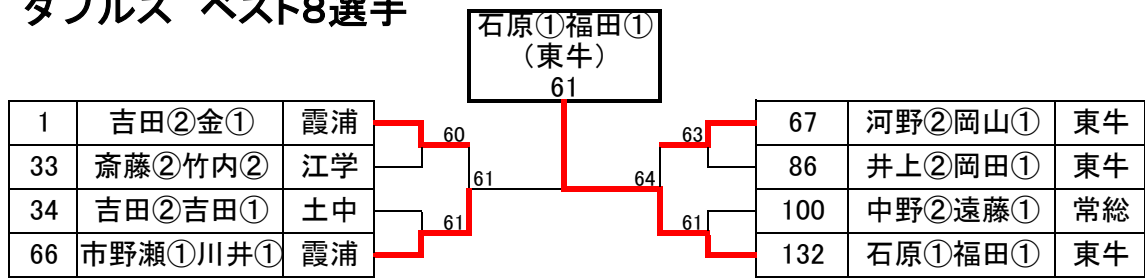 ダブルス ベスト8選手
石原①福田①
（東牛）
61
1 吉田②金① 霞浦
33 斎藤②竹内② 江学
34 吉田②吉田① 土中
66 市野瀬①川井① 霞浦
60
61
61
63
64
61
67 河野②岡山① 東牛
86 井上②岡田① 東牛
100 中野②遠藤① 常総
132 石原①福田① 東牛